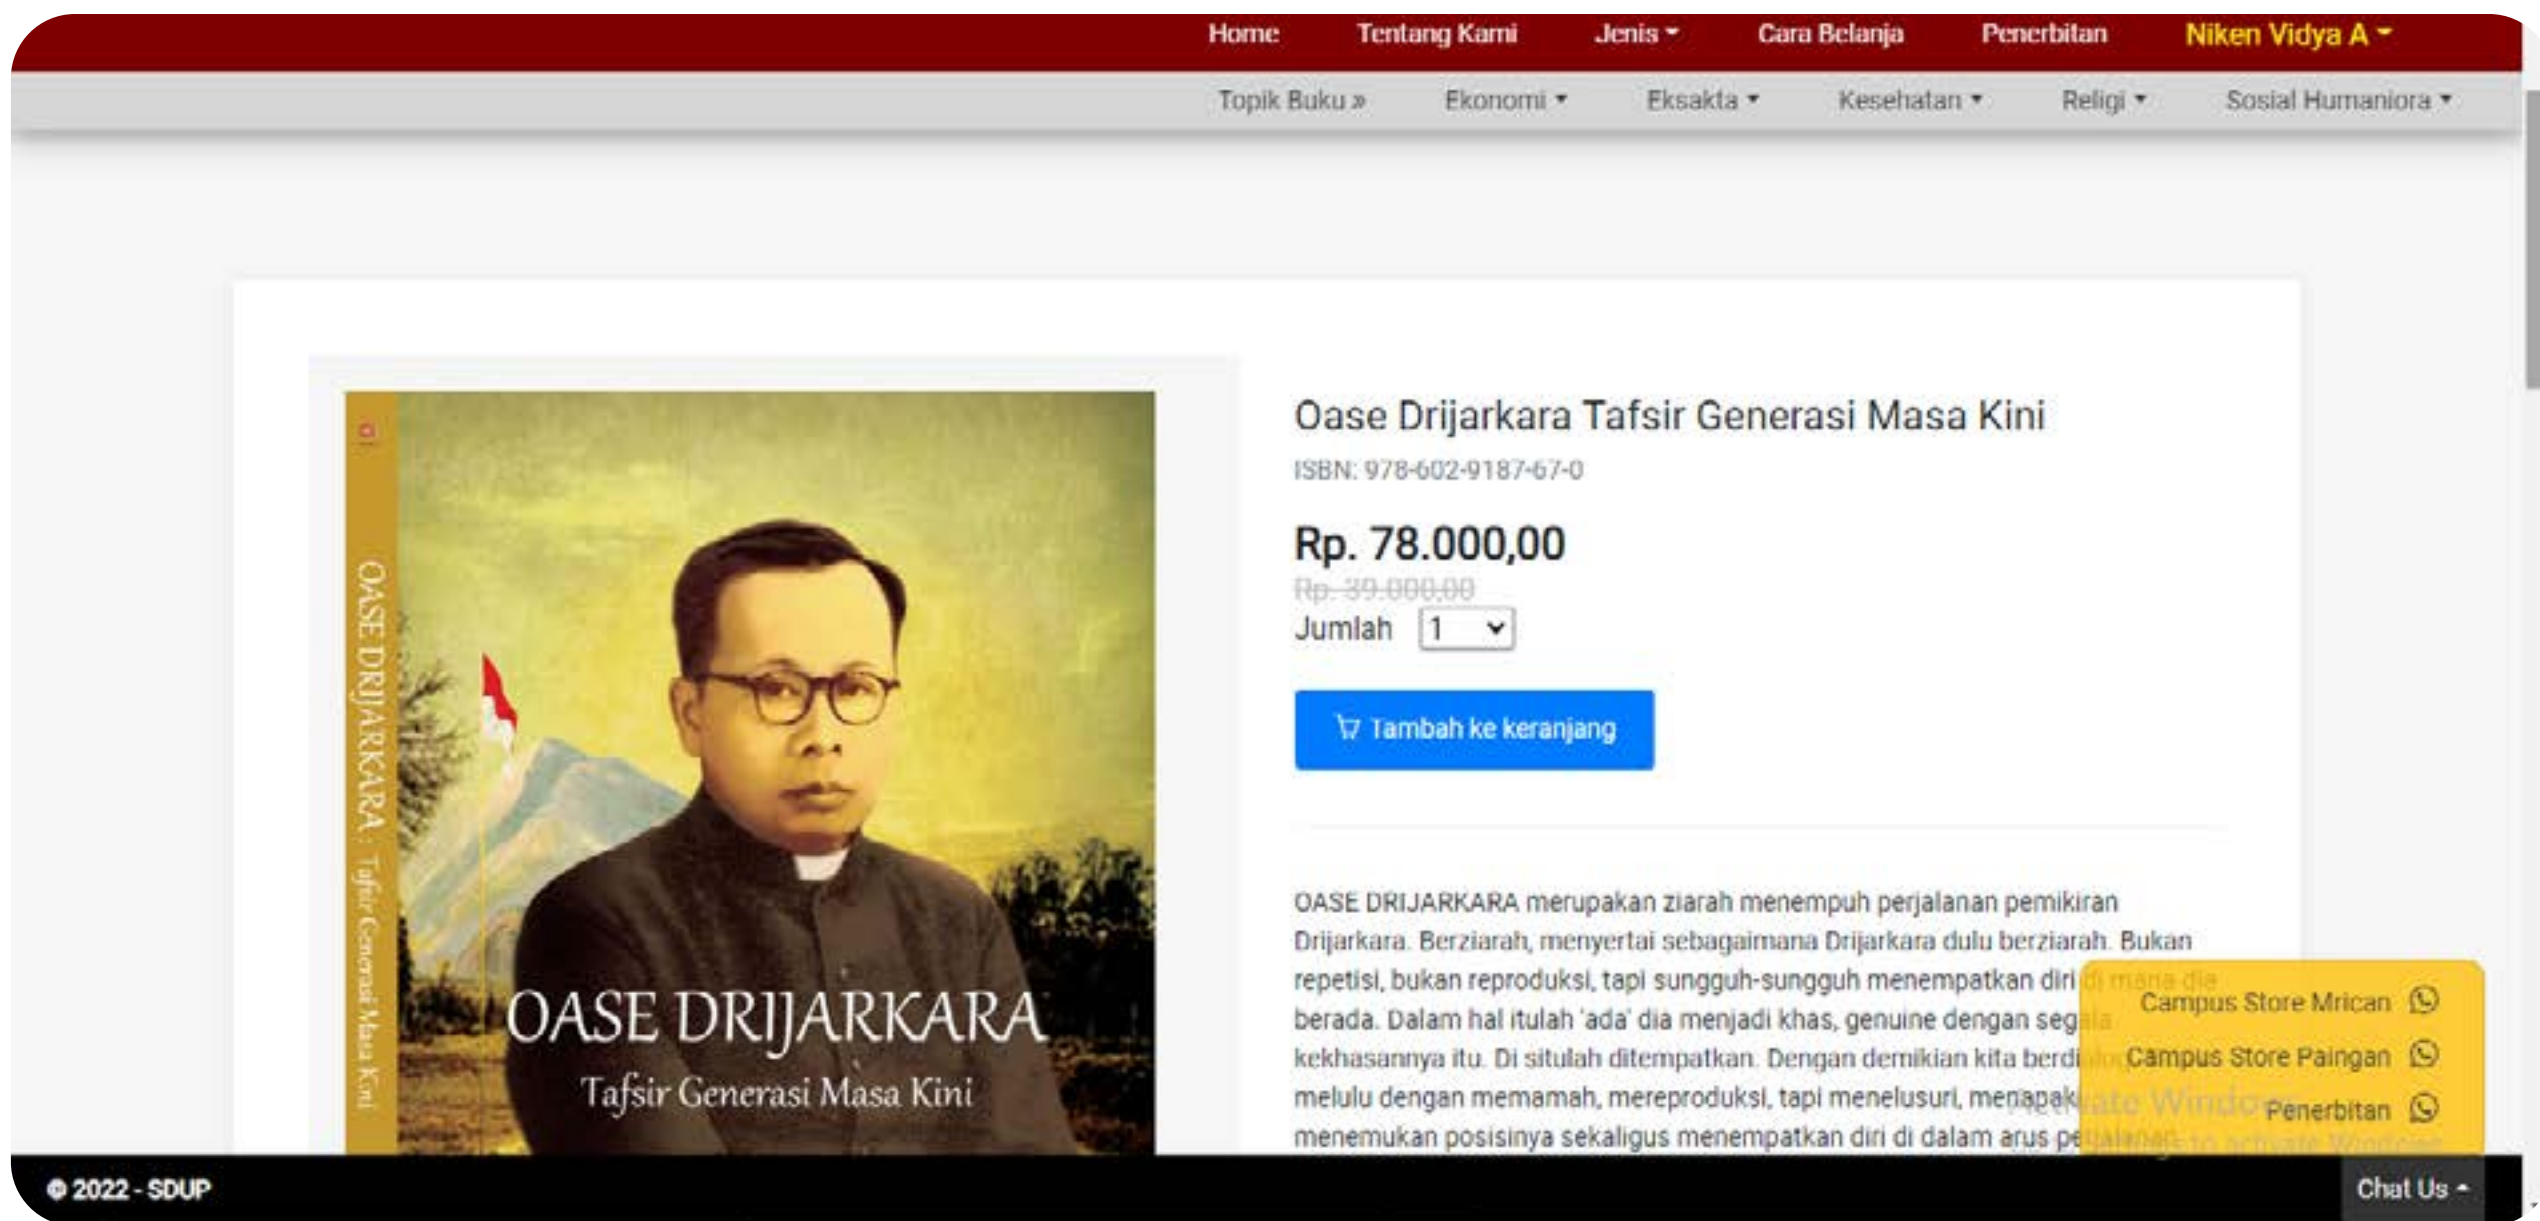 Home Tentang Kami Jenis Cara Belanja Penerbitan Niken Vidya A
Topik Buku » Ekonomi Eksakta Kesehatan Religi Sosial Humaniora
OASE DRIJARKARA : Tafsir Generasi Masa Kini
OASE DRIJARKARA
Tafsir Generasi Masa Kini
Oase Drijarkara Tafsir Generasi Masa Kini
ISBN: 978-602-9187-67-0
Rp. 78.000,00
Rp. 39.000,00
Jumlah 1
Tambah ke keranjang
OASE DRIJARKARA merupakan ziarah menempuh perjalanan pemikiran
Drijarkara. Berziarah, menyertai sebagaimana Drijarkara dulu berziarah. Bukan
repetisi, bukan reproduksi, tapi sungguh-sungguh menempatkan diri di mana dia
berada. Dalam hal itulah 'ada' dia menjadi khas, genuine dengan segala
kekhasannya itu. Di situlah ditempatkan. Dengan demikian kita
melulu dengan memamah, mereproduksi, tapi menelusuri,
menemukan posisinya sekaligus menempatkan diri di dalam arus perjalanan
Campus Store Mrican
Campus Store Paingan
Penerbitan
Activate Windows
to activate Windows
© 2022 - SDUP
Chat Us